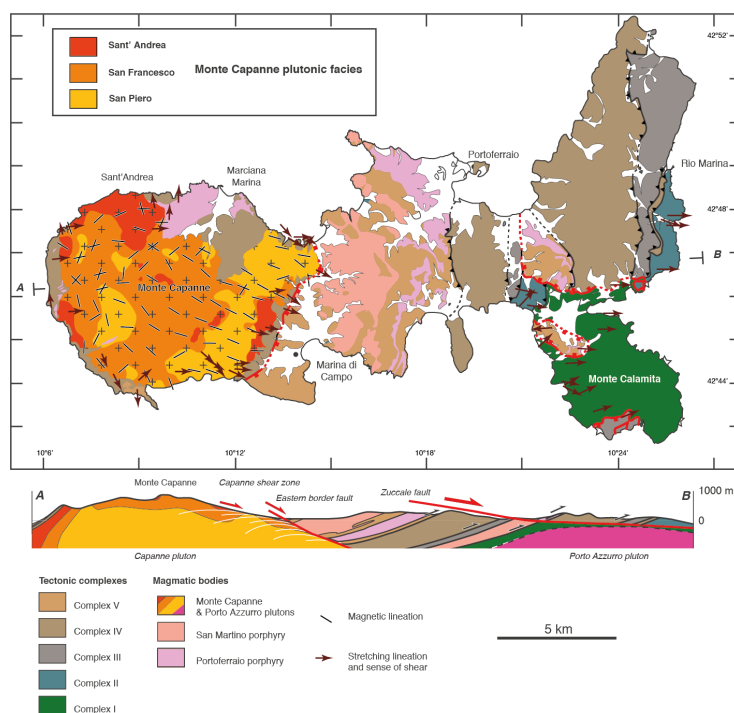 Sant' Andrea
San Francesco
San Piero
Monte Capanne plutonic facies
42°52'
Portoferraio
Rio Marina
Sant'Andrea
Marciana
Marina
42°48'
A
Monte Capanne
B
Marina di
Campo
Monte Calamita
42°44'
10°6'
10°12'
10°18'
10°24'
A
Monte Capanne
Capanne shear zone
Eastern border fault
Zuccale fault
B
1000 m
0
Capanne pluton
Porto Azzurro pluton
Tectonic complexes
Complex V
Complex IV
Complex III
Complex II
Complex I
Magmatic bodies
Monte Capanne
& Porto Azzurro plutons
San Martino porphyry
Portoferraio porphyry
Magnetic lineation
Stretching lineation
and sense of shear
5 km